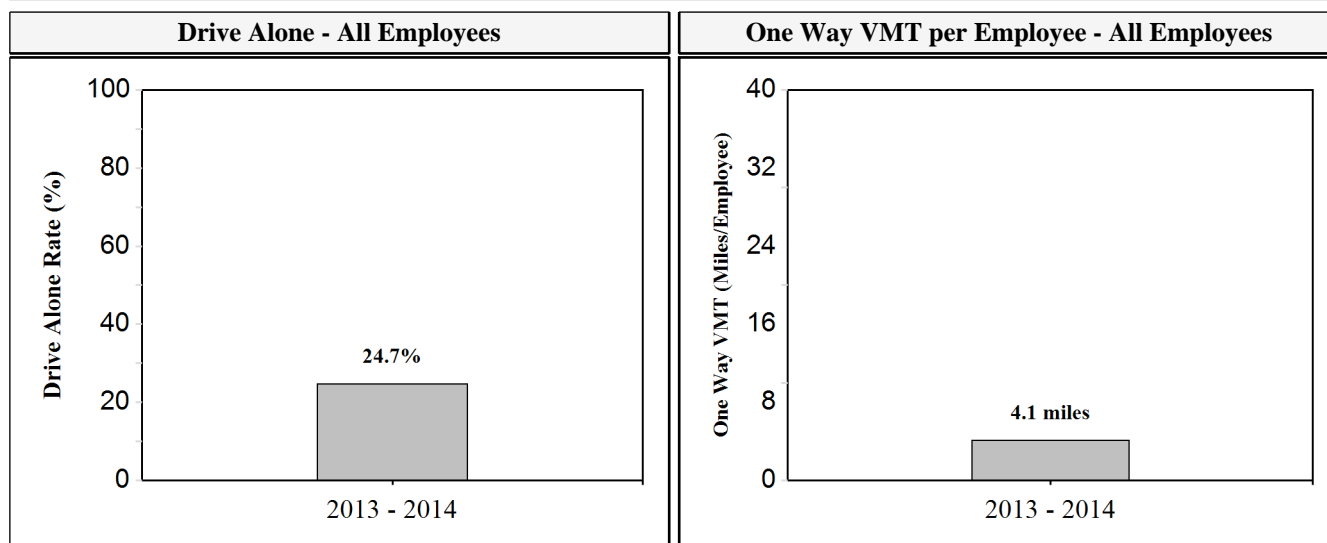 Drive Alone - All Employees
Drive Alone Rate (%)
100
80
60
40
20
0
24.7%
2013 - 2014
One Way VMT per Employee - All Employees
One Way VMT (Miles/Employee)
40
32
24
16
8
0
4.1 miles
2013 - 2014